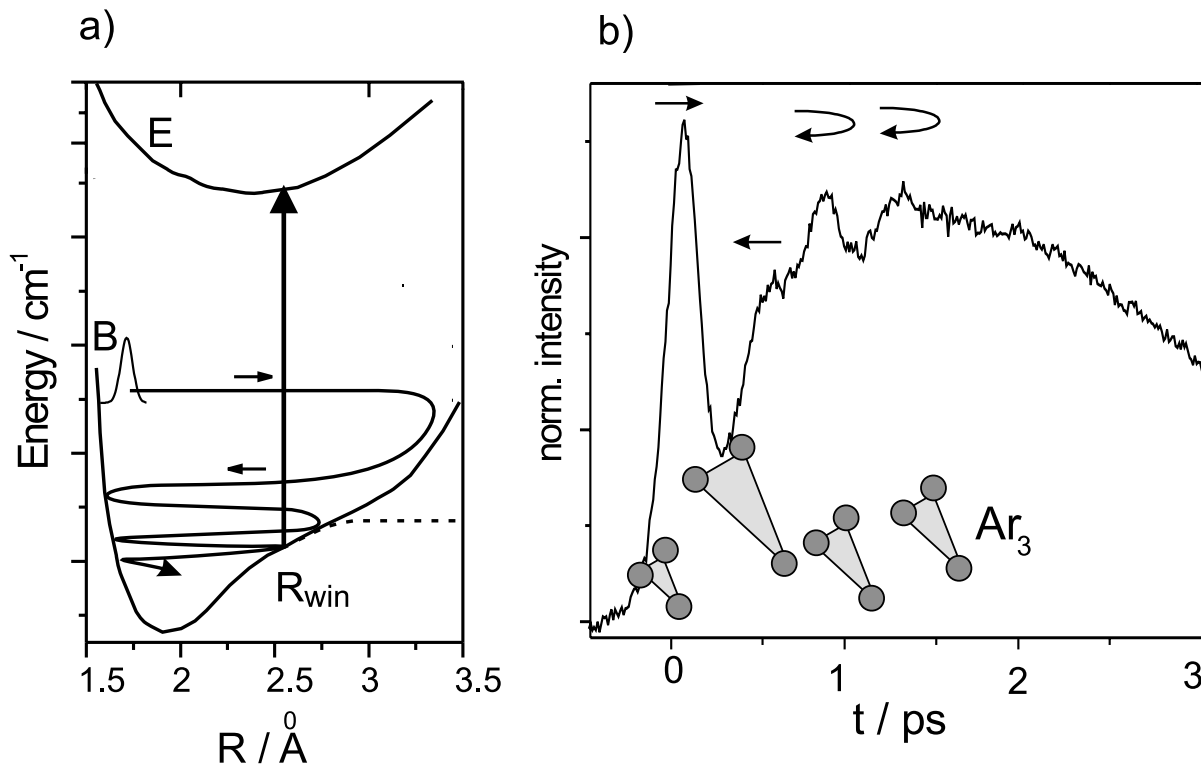 a)
E
B
R_win
Energy / cm⁻¹
1.5 2 2.5 3 3.5
R / Å
b)
norm. intensity
Ar₃
0 1 2 3
t / ps